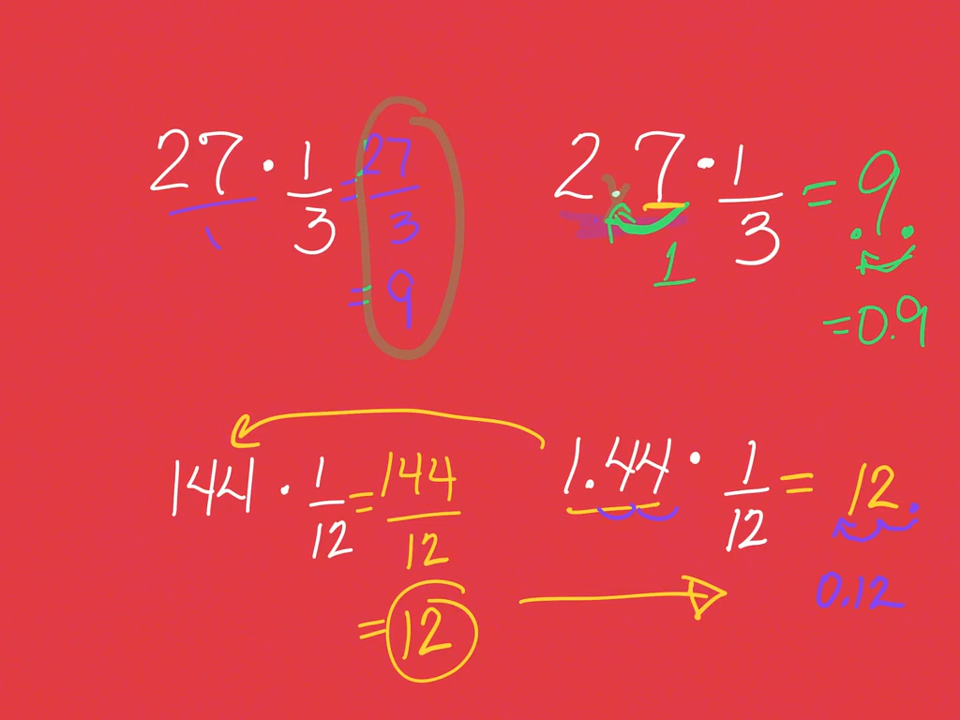 27 · 1/3 = 27/3
1
= 9
2.7 · 1/3 = 9.
1
= 0.9
144 · 1/12 = 144/12
= 12
1.44 · 1/12 = 12.
0.12